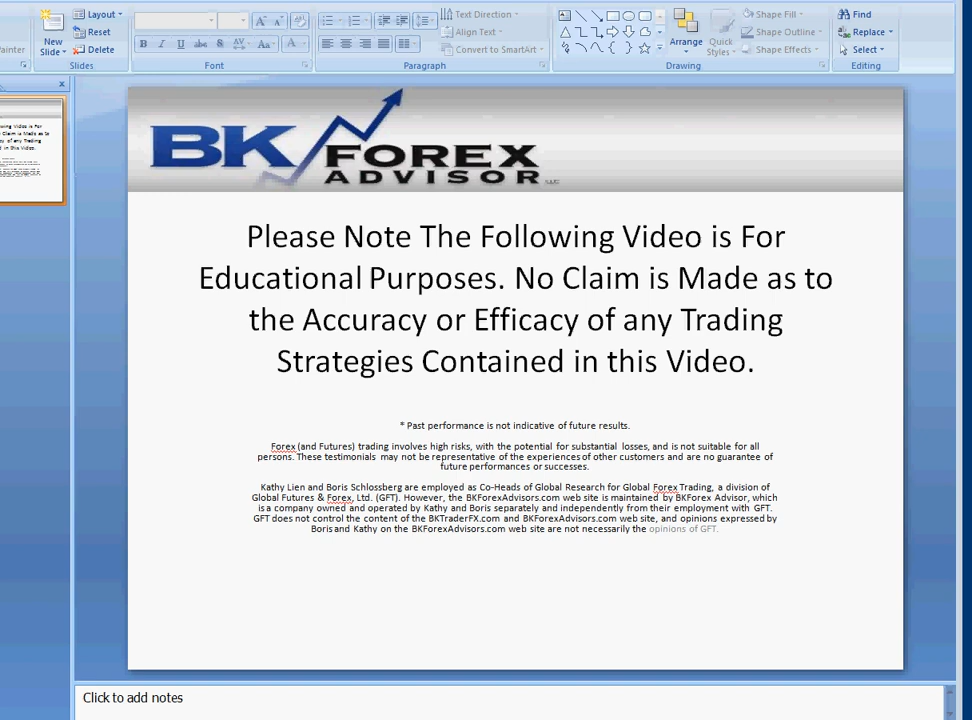 Layout
Reset
Delete
New
Slide
Slides
ainter
B I U abc S AV Aa A
Font
Text Direction
Align Text
Convert to SmartArt
Paragraph
Arrange
Quick
Styles
Shape Fill
Shape Outline
Shape Effects
Drawing
Find
Replace
Select
Editing
BK FOREX
ADVISOR
Please Note The Following Video is For
Educational Purposes. No Claim is Made as to
the Accuracy or Efficacy of any Trading
Strategies Contained in this Video.
* Past performance is not indicative of future results.
Forex (and Futures) trading involves high risks, with the potential for substantial losses, and is not suitable for all
persons. These testimonials may not be representative of the experiences of other customers and are no guarantee of
future performances or successes.
Kathy Lien and Boris Schlossberg are employed as Co-Heads of Global Research for Global Forex Trading, a division of
Global Futures & Forex, Ltd. (GFT). However, the BKForexAdvisors.com web site is maintained by BKForex Advisor, which
is a company owned and operated by Kathy and Boris separately and independently from their employment with GFT.
GFT does not control the content of the BKTraderFX.com and BKForexAdvisors.com web site, and opinions expressed by
Boris and Kathy on the BKForexAdvisors.com web site are not necessarily the opinions of GFT.
Click to add notes